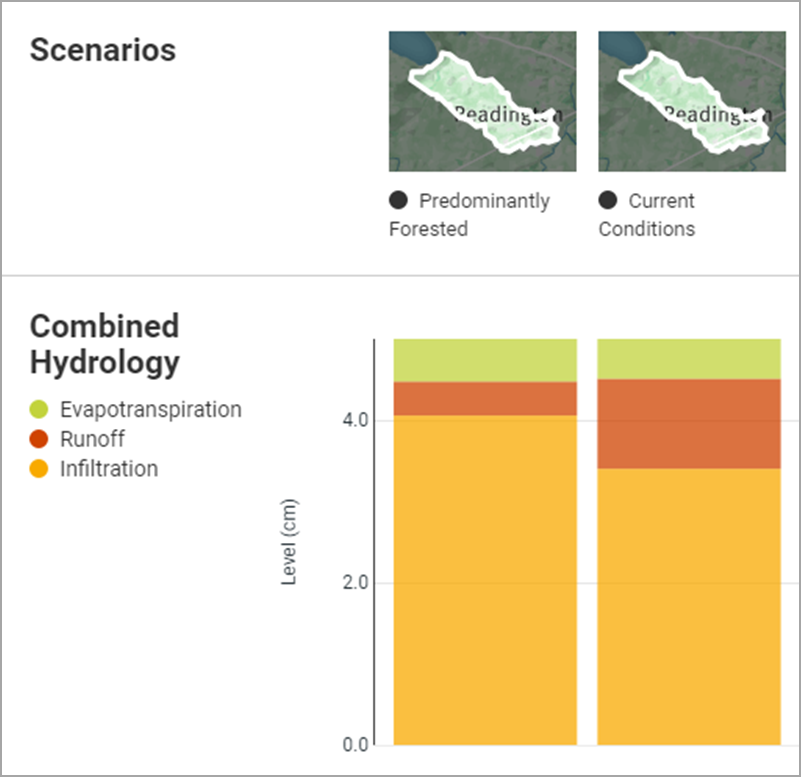 Scenarios
Readington
Readington
Predominantly
Forested
Current
Conditions
Combined
Hydrology
Evapotranspiration
Runoff
Infiltration
Level (cm)
4.0
2.0
0.0